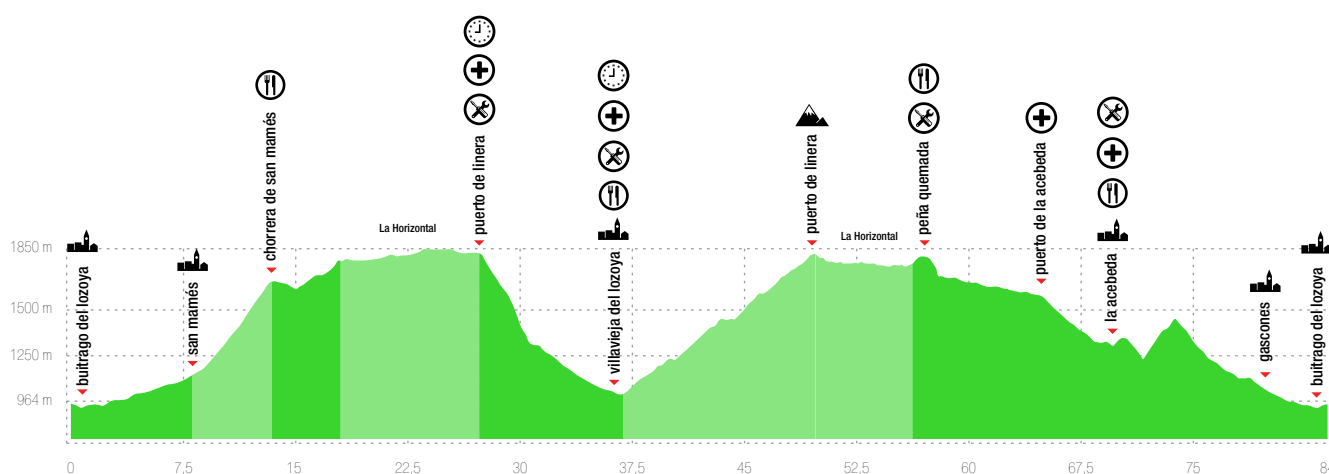 buitrago del lozoya
san mamés
chorrera de san mamés
La Horizontal
puerto de linera
villavieja del lozoya
puerto de linera
La Horizontal
peña quemada
puerto de la acebeda
la acebeda
gascones
buitrago del lozoya
1850 m
1500 m
1250 m
964 m
0 7,5 15 22,5 30 37,5 45 52,5 60 67,5 75